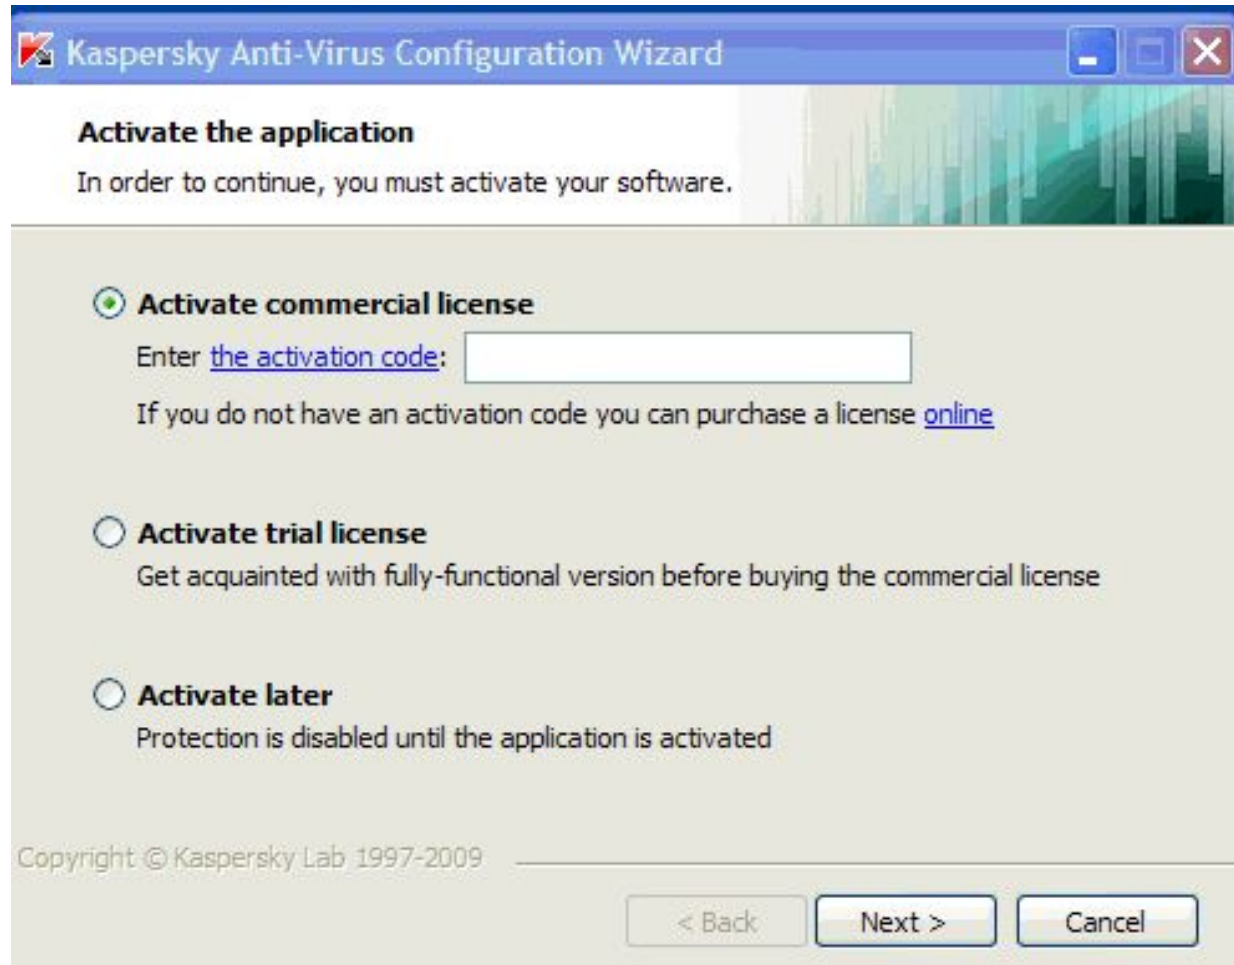 Kaspersky Anti-Virus Configuration Wizard
Activate the application
In order to continue, you must activate your software.
Activate commercial license
Enter the activation code:
If you do not have an activation code you can purchase a license online
Activate trial license
Get acquainted with fully-functional version before buying the commercial license
Activate later
Protection is disabled until the application is activated
Copyright © Kaspersky Lab 1997-2009
< Back Next > Cancel